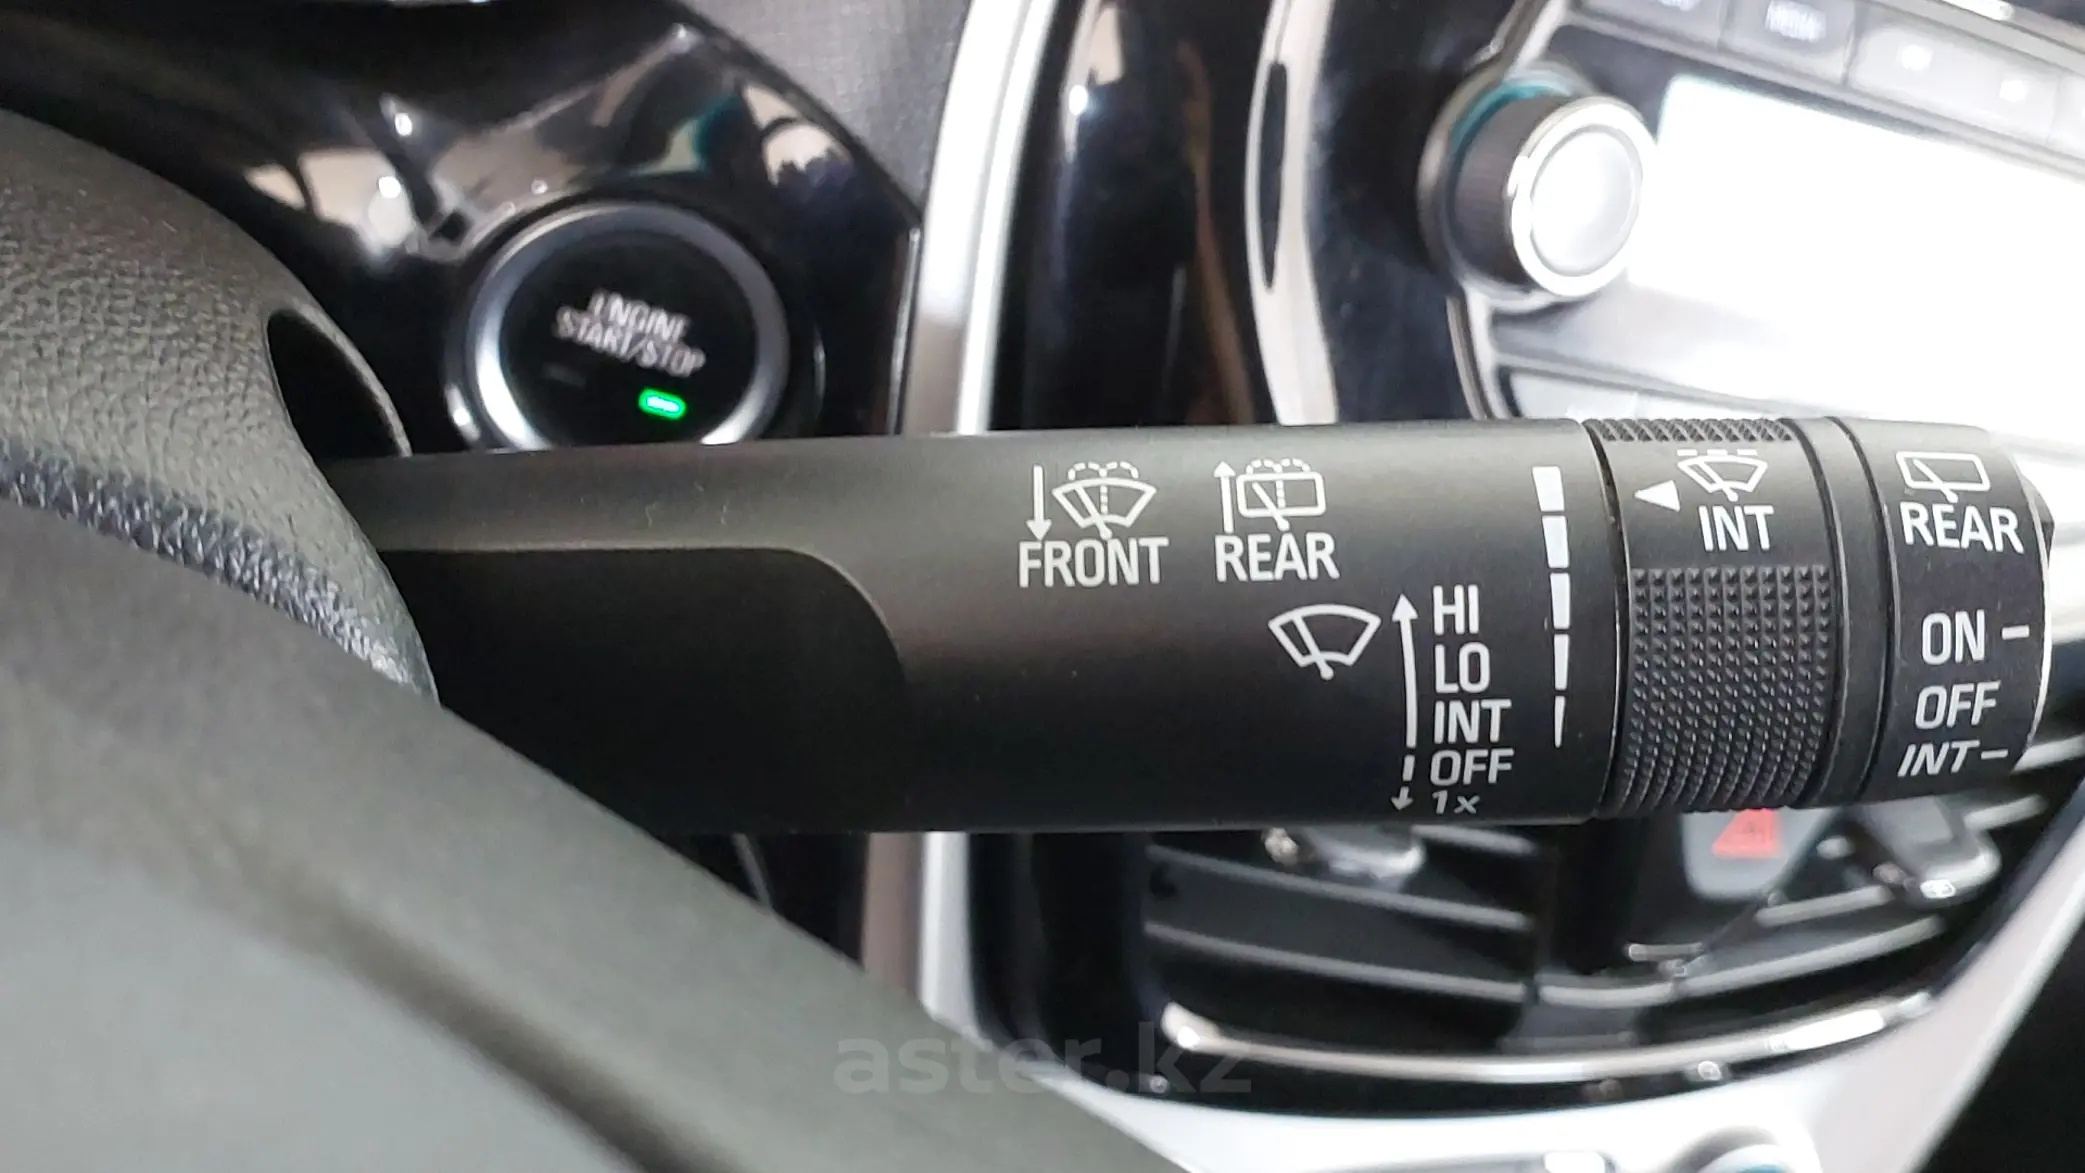 ENGINE
START/STOP
FRONT
REAR
HI
LO
INT
OFF
1x
INT
REAR
ON
OFF
INT
aster.kz